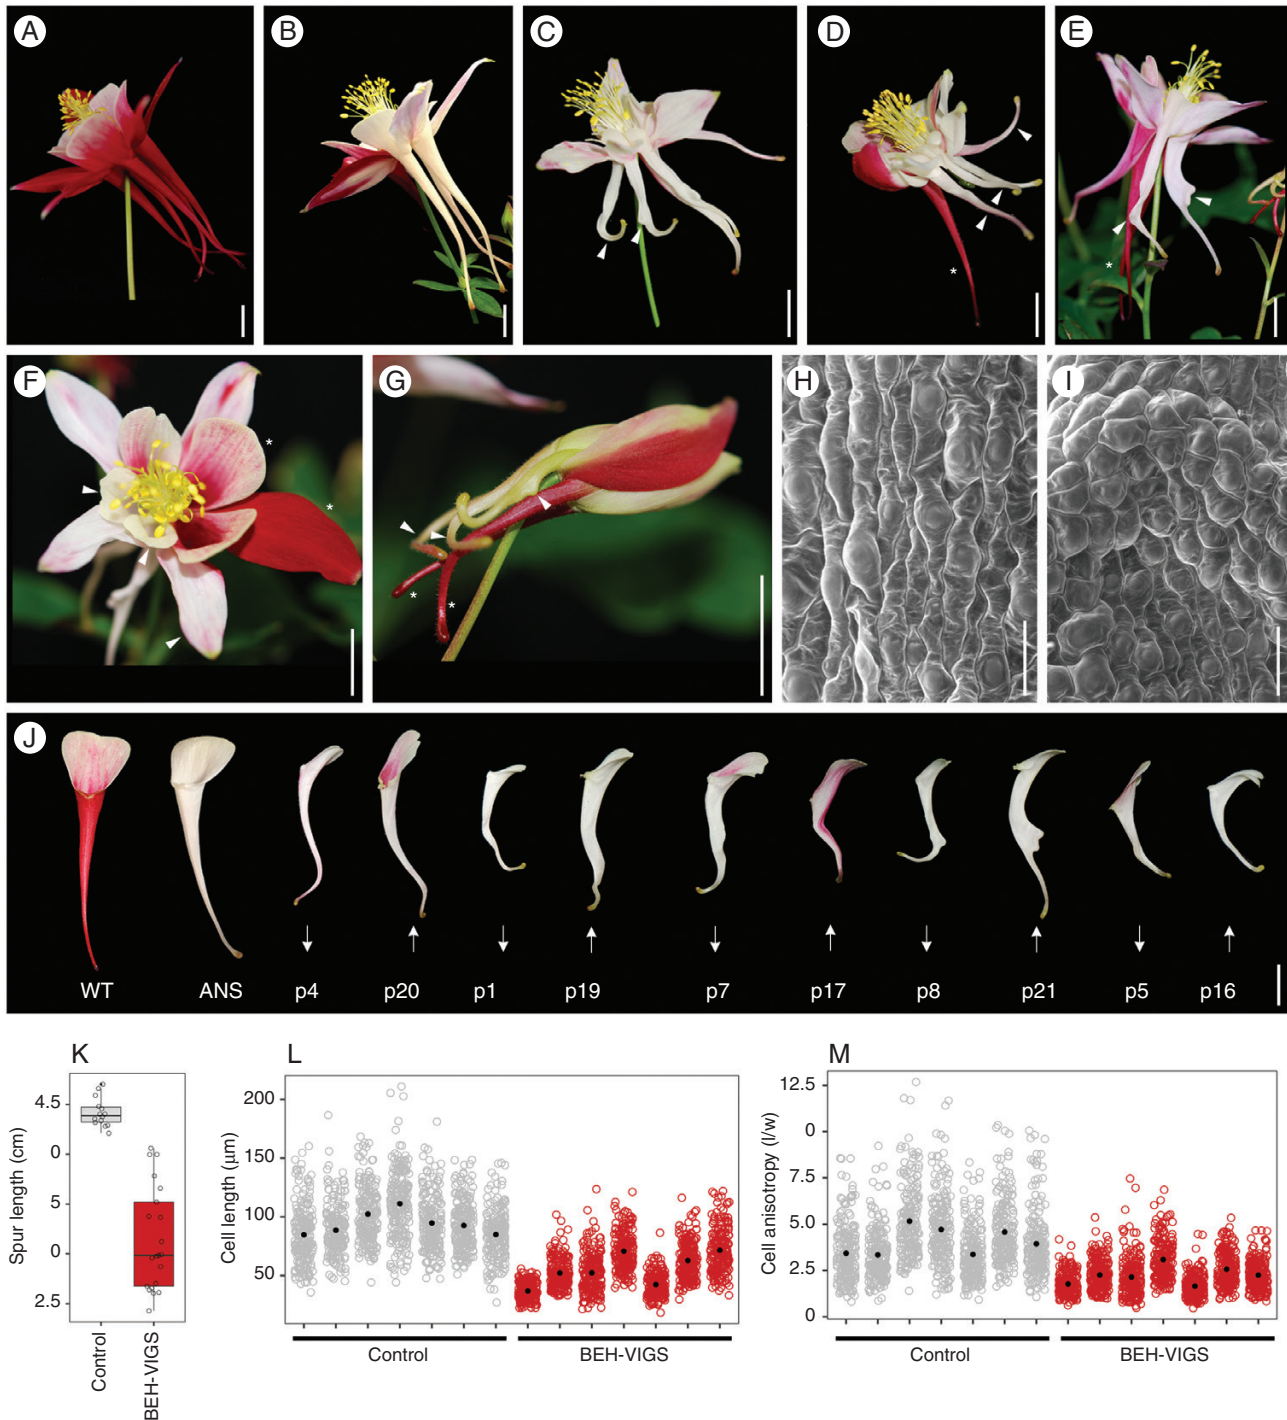 A
B
C
D
E
F
*
*
G
*
*
H
I
*
*
J
WT
ANS
p4
p20
p1
p19
p7
p17
p8
p21
p5
p16
K
4.5
0
5
0
2.5
Spur length (cm)
Control
BEH-VIGS
L
200
150
100
50
Cell length (μm)
Control
BEH-VIGS
M
12.5
0
7.5
5.0
2.5
0
Cell anisotropy (l/w)
Control
BEH-VIGS